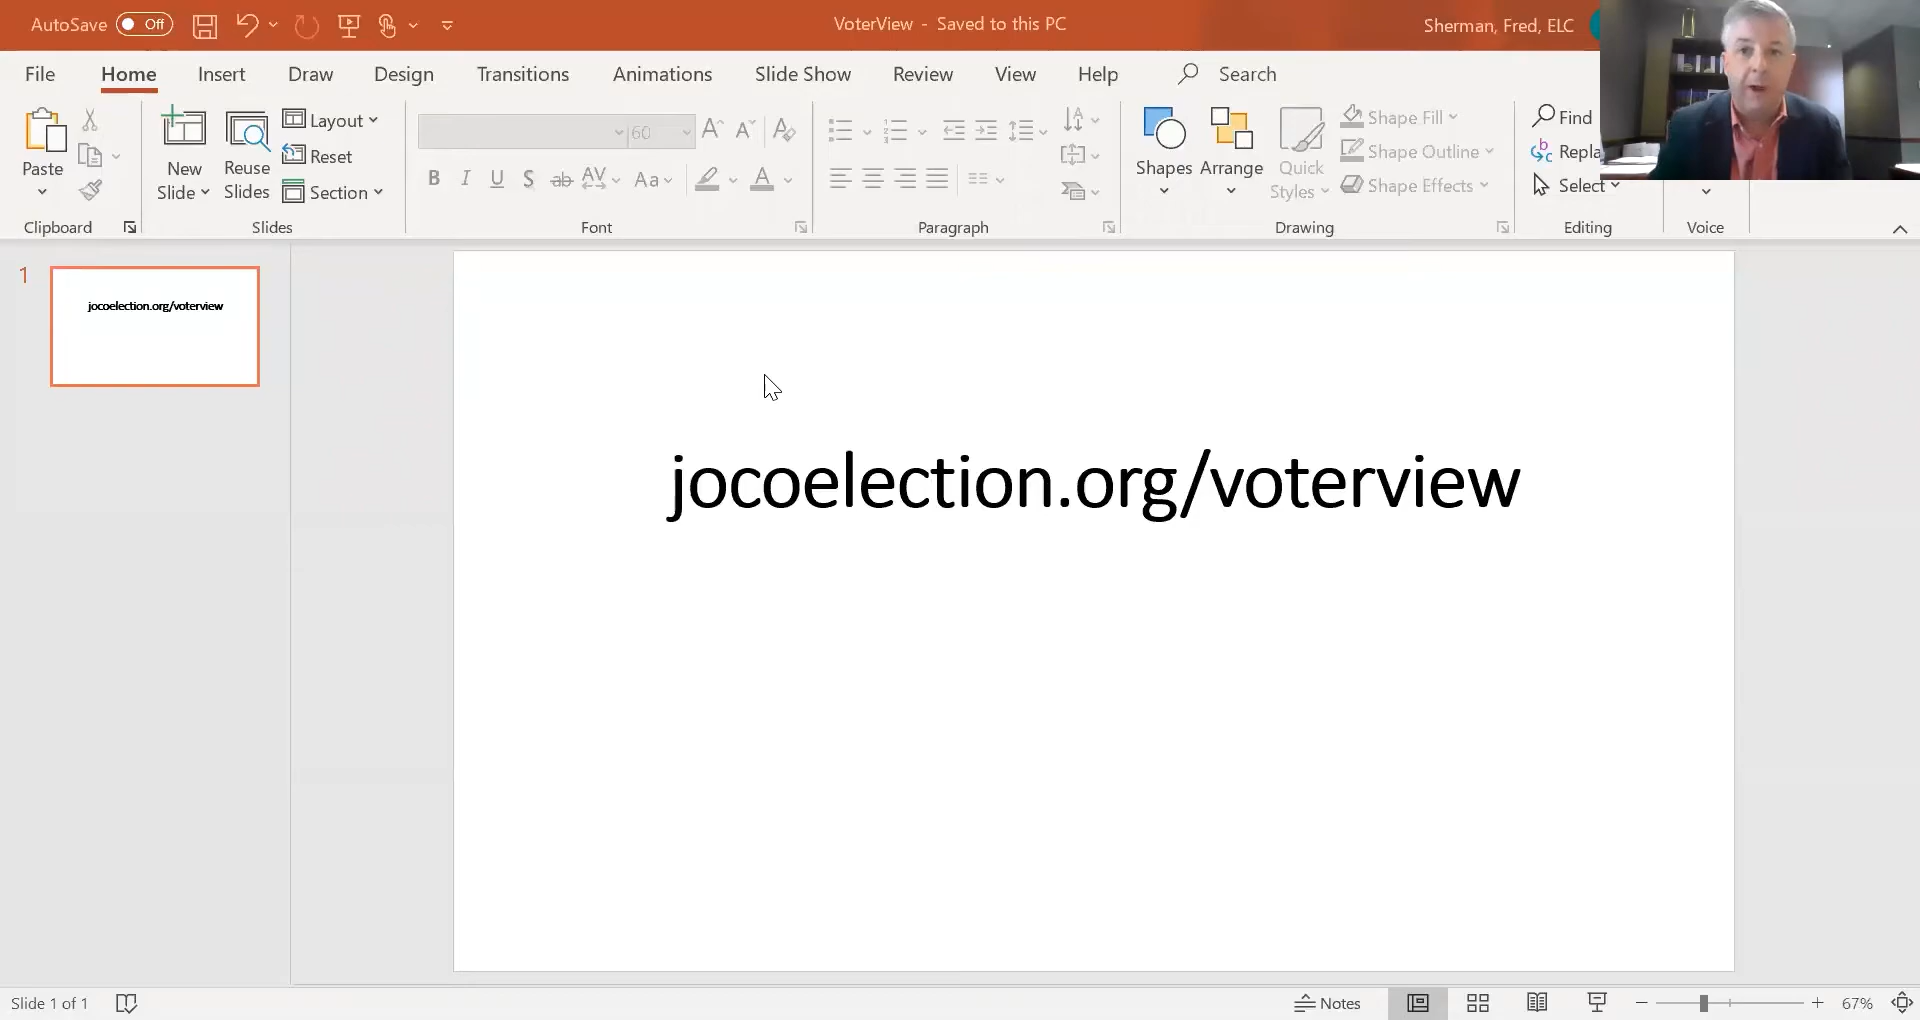 AutoSave Off
VoterView - Saved to this PC
Sherman, Fred, ELC
File Home Insert Draw Design Transitions Animations Slide Show Review View Help Search
Paste
Clipboard
New
Slide
Reuse
Slides
Layout
Reset
Section
Slides
60
Font
Paragraph
Shapes
Arrange
Quick
Styles
Shape Fill
Shape Outline
Shape Effects
Drawing
Find
Repla
Select
Editing
Voice
1
jocoelection.org/voterview
jocoelection.org/voterview
Slide 1 of 1
Notes
67%